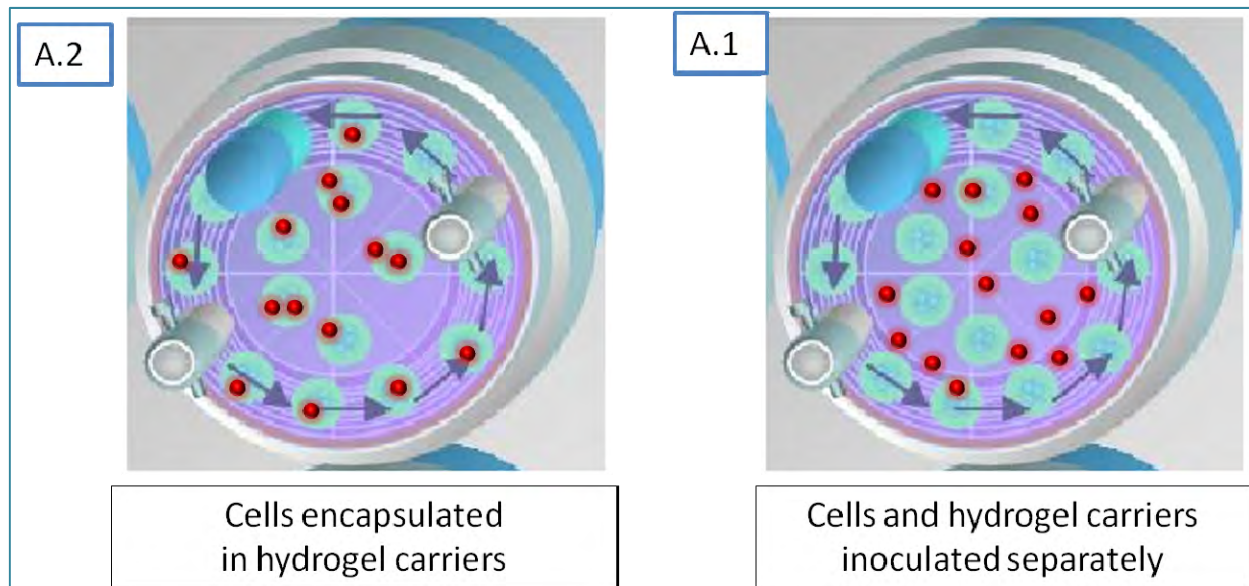 A.2
A.1
Cells encapsulated
in hydrogel carriers
Cells and hydrogel carriers
inoculated separately